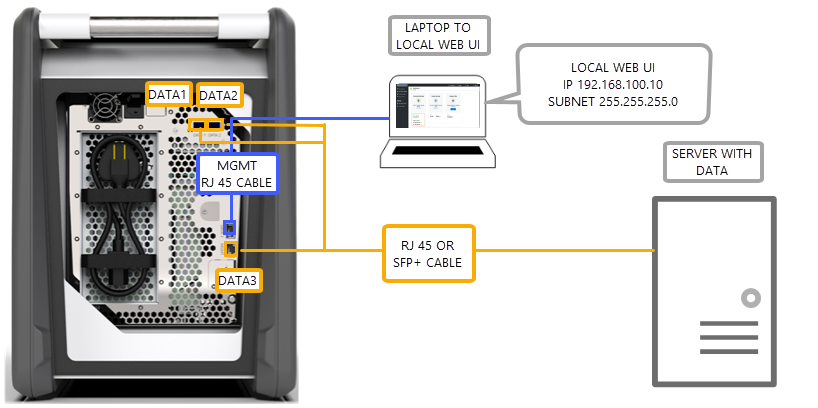 LAPTOP TO
LOCAL WEB UI
LOCAL WEB UI
IP 192.168.100.10
SUBNET 255.255.255.0
DATA1
DATA2
MGMT
RJ 45 CABLE
SERVER WITH
DATA
RJ 45 OR
SFP+ CABLE
DATA3